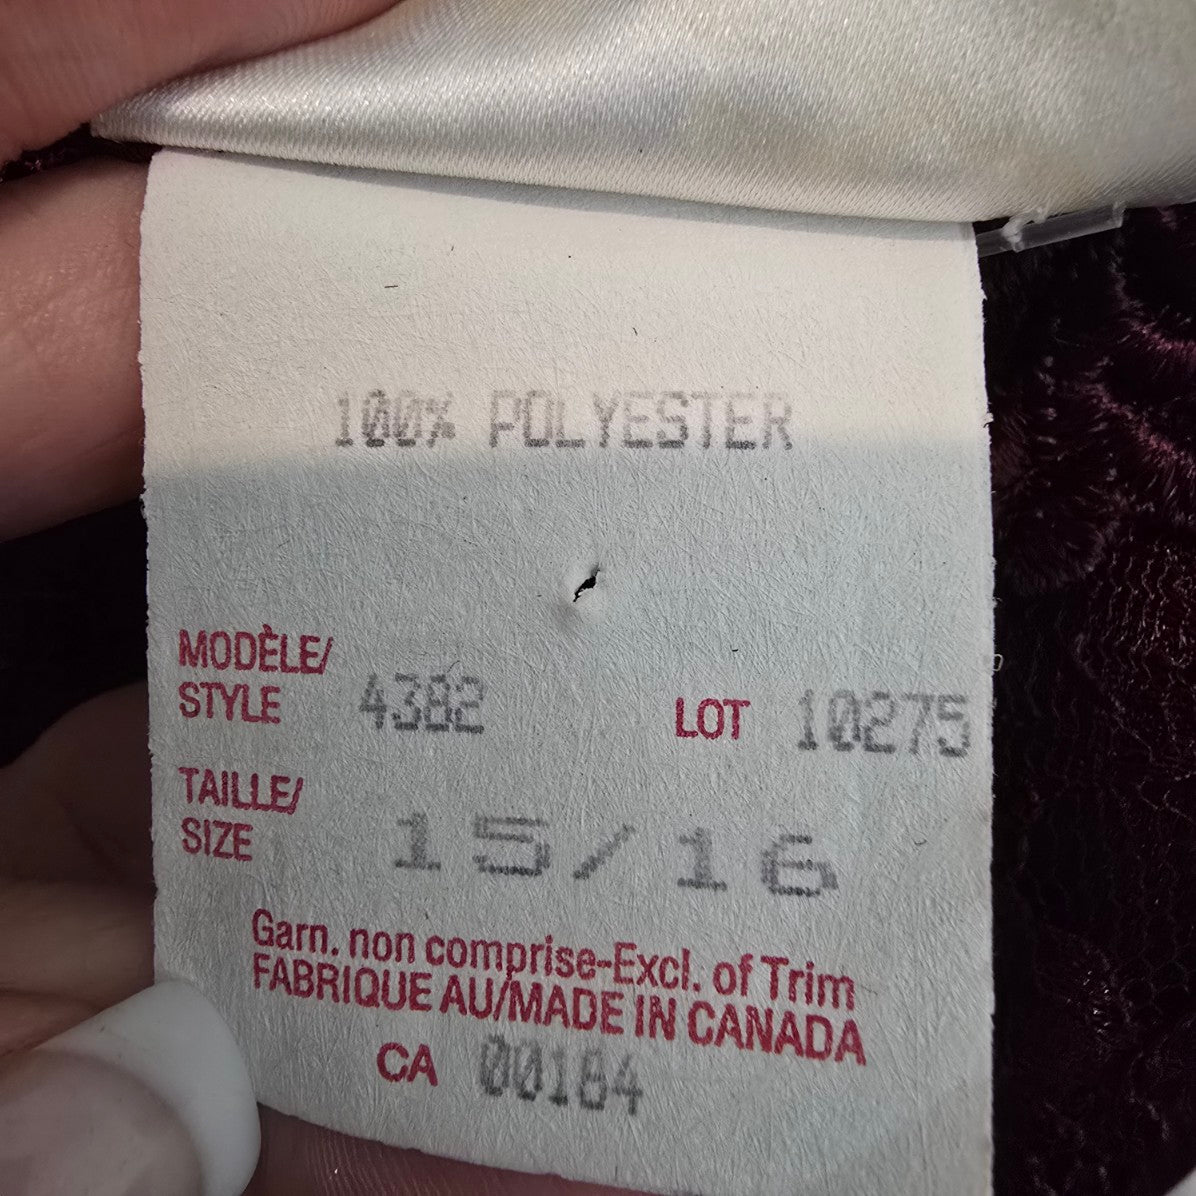 100% POLYESTER
MODÈLE/
STYLE 4382 LOT 10275
TAILLE/
SIZE 15/16
Garn. non comprise-Excl. of Trim
FABRIQUE AU/MADE IN CANADA
CA 00184